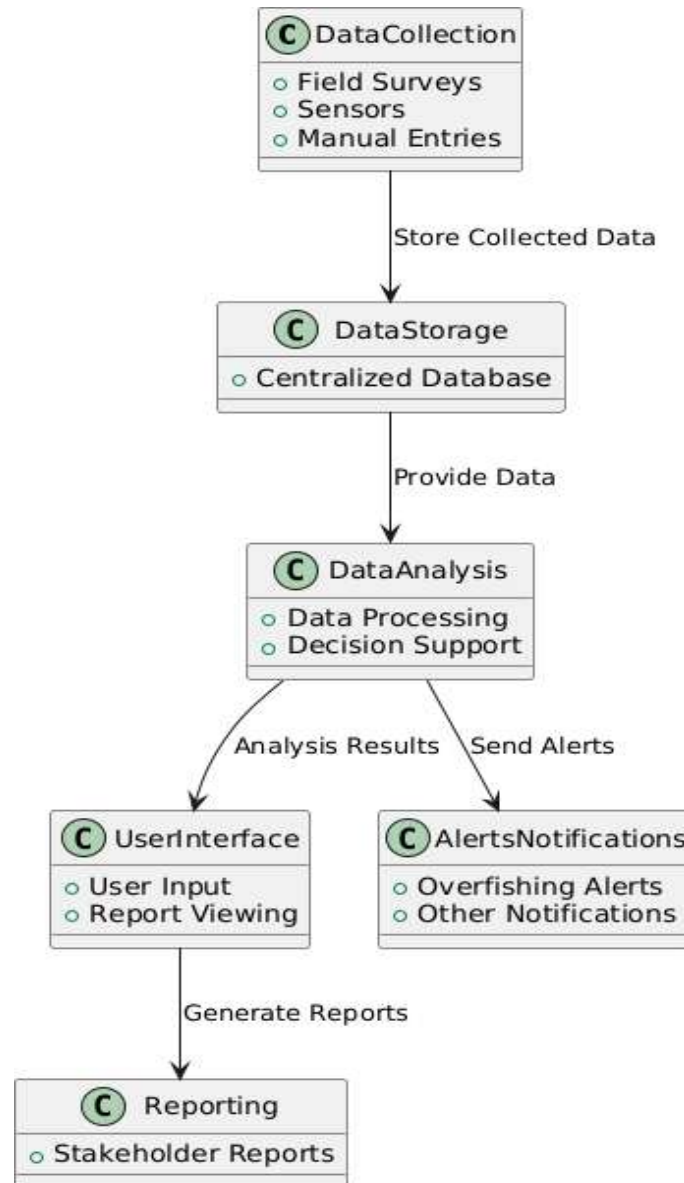 C DataCollection
Field Surveys
Sensors
Manual Entries
Store Collected Data
C DataStorage
Centralized Database
Provide Data
C DataAnalysis
Data Processing
Decision Support
Analysis Results
Send Alerts
C UserInterface
User Input
Report Viewing
C AlertsNotifications
Overfishing Alerts
Other Notifications
Generate Reports
C Reporting
Stakeholder Reports